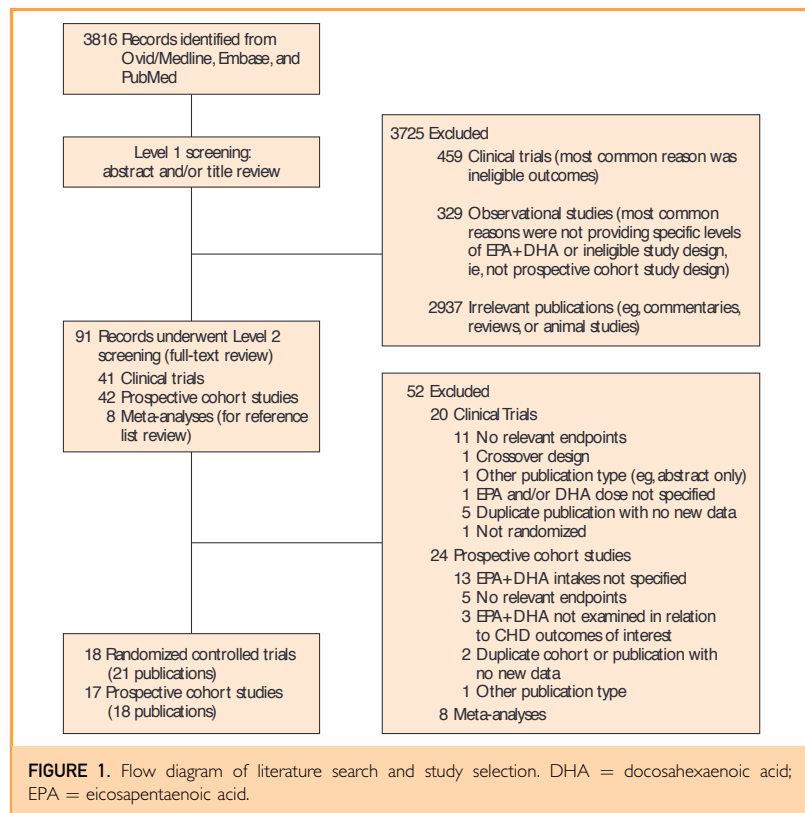 3816 Records identified from
Ovid/Medline, Embase, and
PubMed
Level 1 screening:
abstract and/or title review
3725 Excluded
459 Clinical trials (most common reason was
ineligible outcomes)
329 Observational studies (most common
reasons were not providing specific levels
of EPA+DHA or ineligible study design,
ie, not prospective cohort study design)
2937 Irrelevant publications (eg, commentaries,
reviews, or animal studies)
91 Records underwent Level 2
screening (full-text review)
41 Clinical trials
42 Prospective cohort studies
8 Meta-analyses (for reference
list review)
52 Excluded
20 Clinical Trials
11 No relevant endpoints
1 Crossover design
1 Other publication type (eg, abstract only)
1 EPA and/or DHA dose not specified
5 Duplicate publication with no new data
1 Not randomized
24 Prospective cohort studies
13 EPA+DHA intakes not specified
5 No relevant endpoints
3 EPA+DHA not examined in relation
to CHD outcomes of interest
2 Duplicate cohort or publication with
no new data
1 Other publication type
8 Meta-analyses
18 Randomized controlled trials
(21 publications)
17 Prospective cohort studies
(18 publications)
FIGURE 1. Flow diagram of literature search and study selection. DHA = docosahexaenoic acid;
EPA = eicosapentaenoic acid.